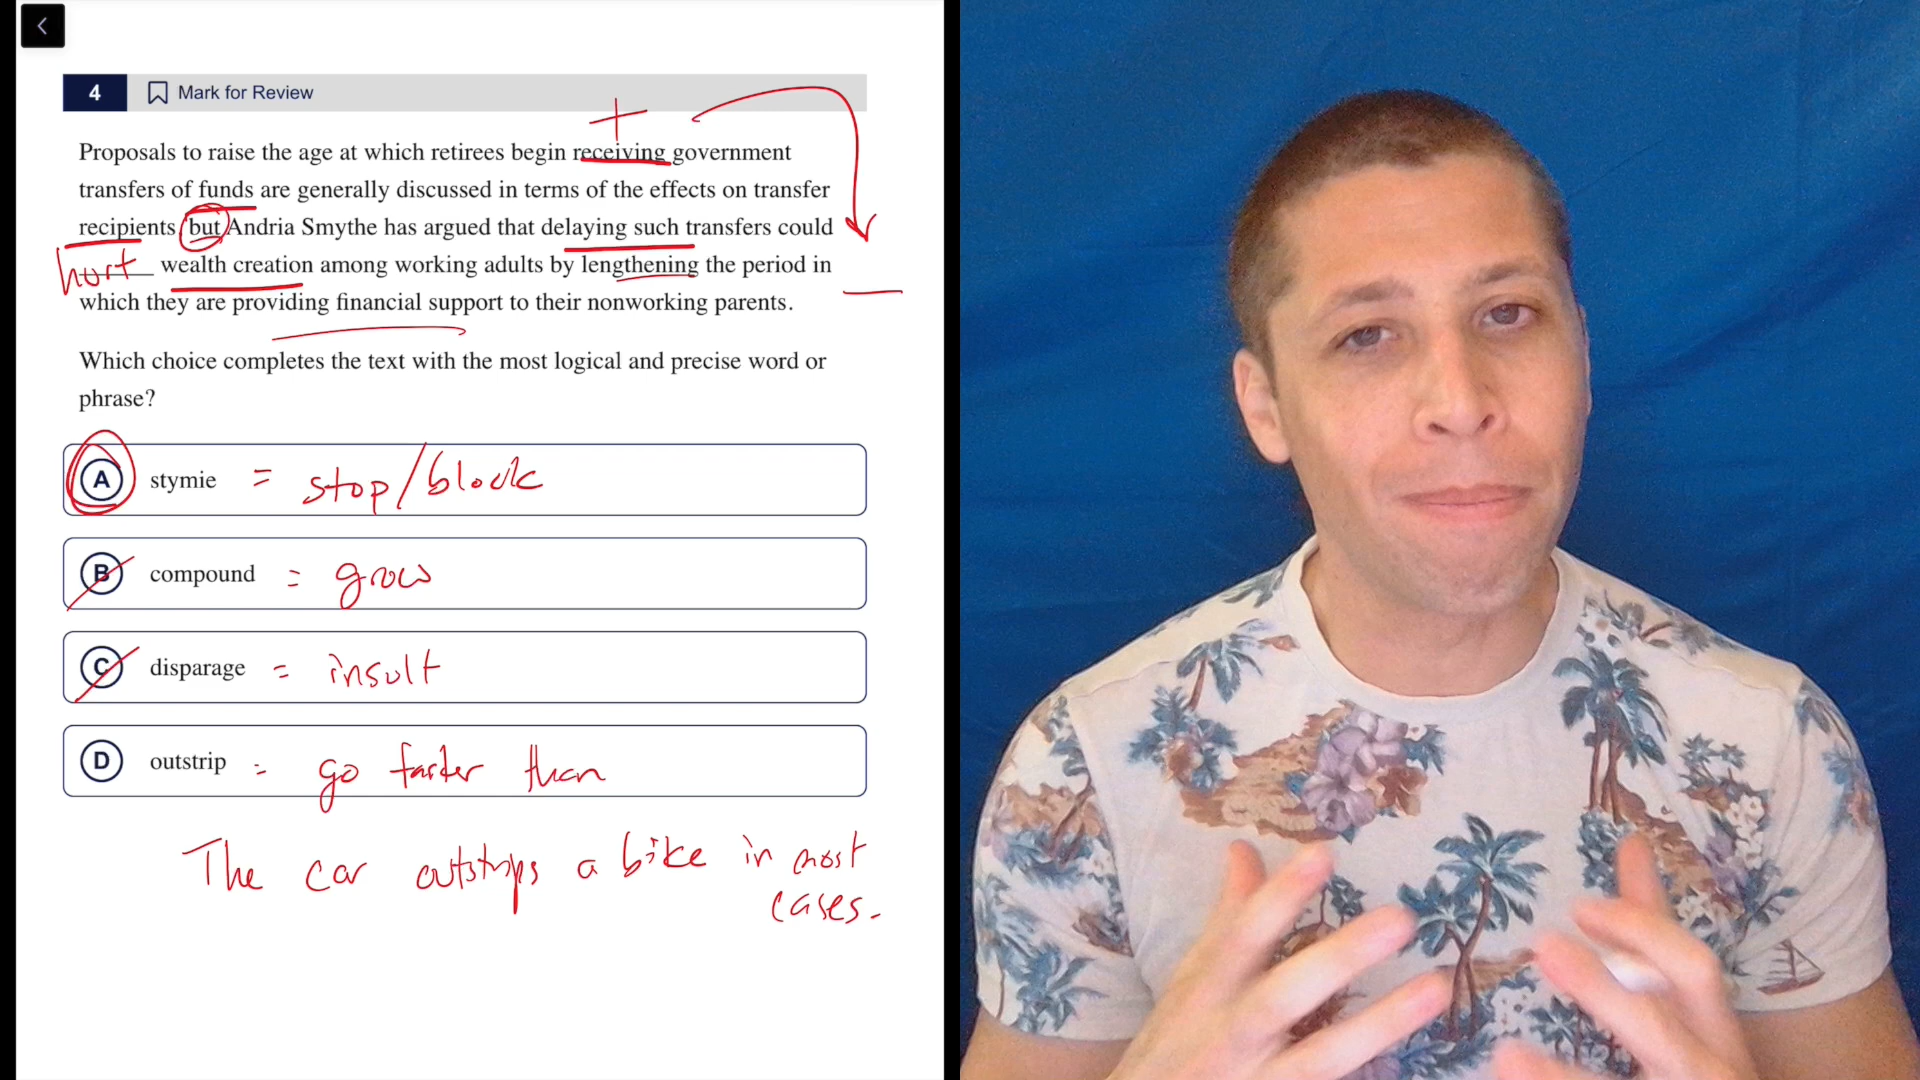 4 Mark for Review
Proposals to raise the age at which retirees begin receiving government
transfers of funds are generally discussed in terms of the effects on transfer
recipients but Andria Smythe has argued that delaying such transfers could
hurt wealth creation among working adults by lengthening the period in
which they are providing financial support to their nonworking parents.
Which choice completes the text with the most logical and precise word or
phrase?
A stymie = stop/block
B compound = grow
C disparage = insult
D outstrip = go faster than
The car outstrips a bike in most
cases.